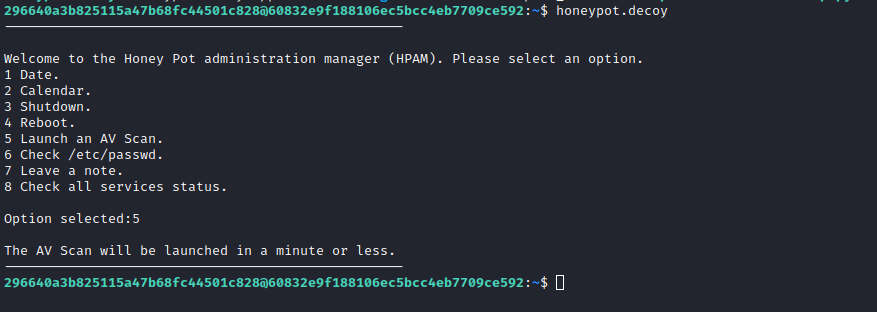 296640a3b825115a47b68fc44501c828@60832e9f188106ec5bcc4eb7709ce592:~$ honeypot.decoy
--------------------------------------------------
Welcome to the Honey Pot administration manager (HPAM). Please select an option.
1 Date.
2 Calendar.
3 Shutdown.
4 Reboot.
5 Launch an AV Scan.
6 Check /etc/passwd.
7 Leave a note.
8 Check all services status.
Option selected:5
The AV Scan will be launched in a minute or less.
--------------------------------------------------
296640a3b825115a47b68fc44501c828@60832e9f188106ec5bcc4eb7709ce592:~$